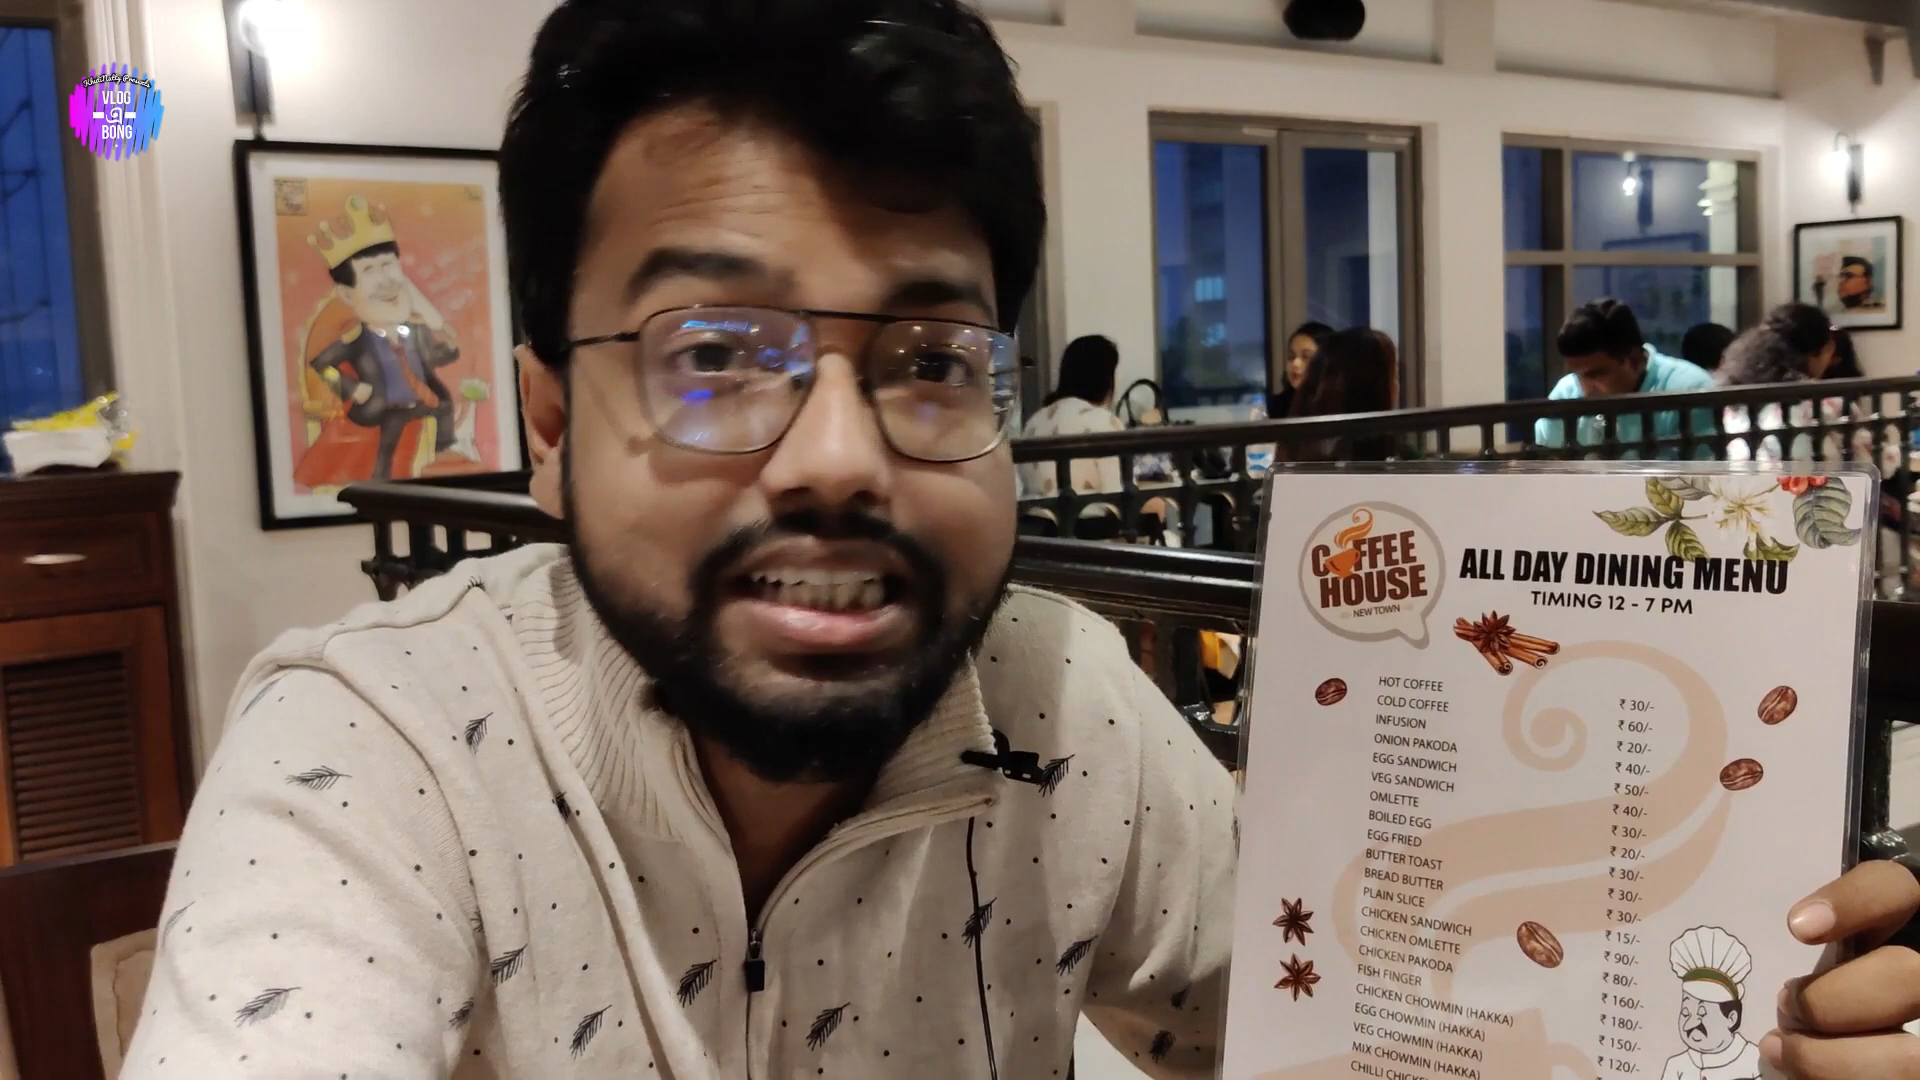 KhutiNutty Presents
VLOG
এ
BONG
COFFEE
HOUSE
NEW TOWN
ALL DAY DINING MENU
TIMING 12 - 7 PM
HOT COFFEE ₹ 30/-
COLD COFFEE ₹ 60/-
INFUSION ₹ 20/-
ONION PAKODA ₹ 40/-
EGG SANDWICH ₹ 50/-
VEG SANDWICH ₹ 40/-
OMLETTE ₹ 30/-
BOILED EGG ₹ 20/-
EGG FRIED ₹ 30/-
BUTTER TOAST ₹ 30/-
BREAD BUTTER ₹ 30/-
PLAIN SLICE ₹ 15/-
CHICKEN SANDWICH ₹ 90/-
CHICKEN OMLETTE ₹ 80/-
CHICKEN PAKODA ₹ 160/-
FISH FINGER ₹ 180/-
CHICKEN CHOWMIN (HAKKA) ₹ 150/-
EGG CHOWMIN (HAKKA) ₹ 120/-
VEG CHOWMIN (HAKKA)
MIX CHOWMIN (HAKKA)
CHILLI